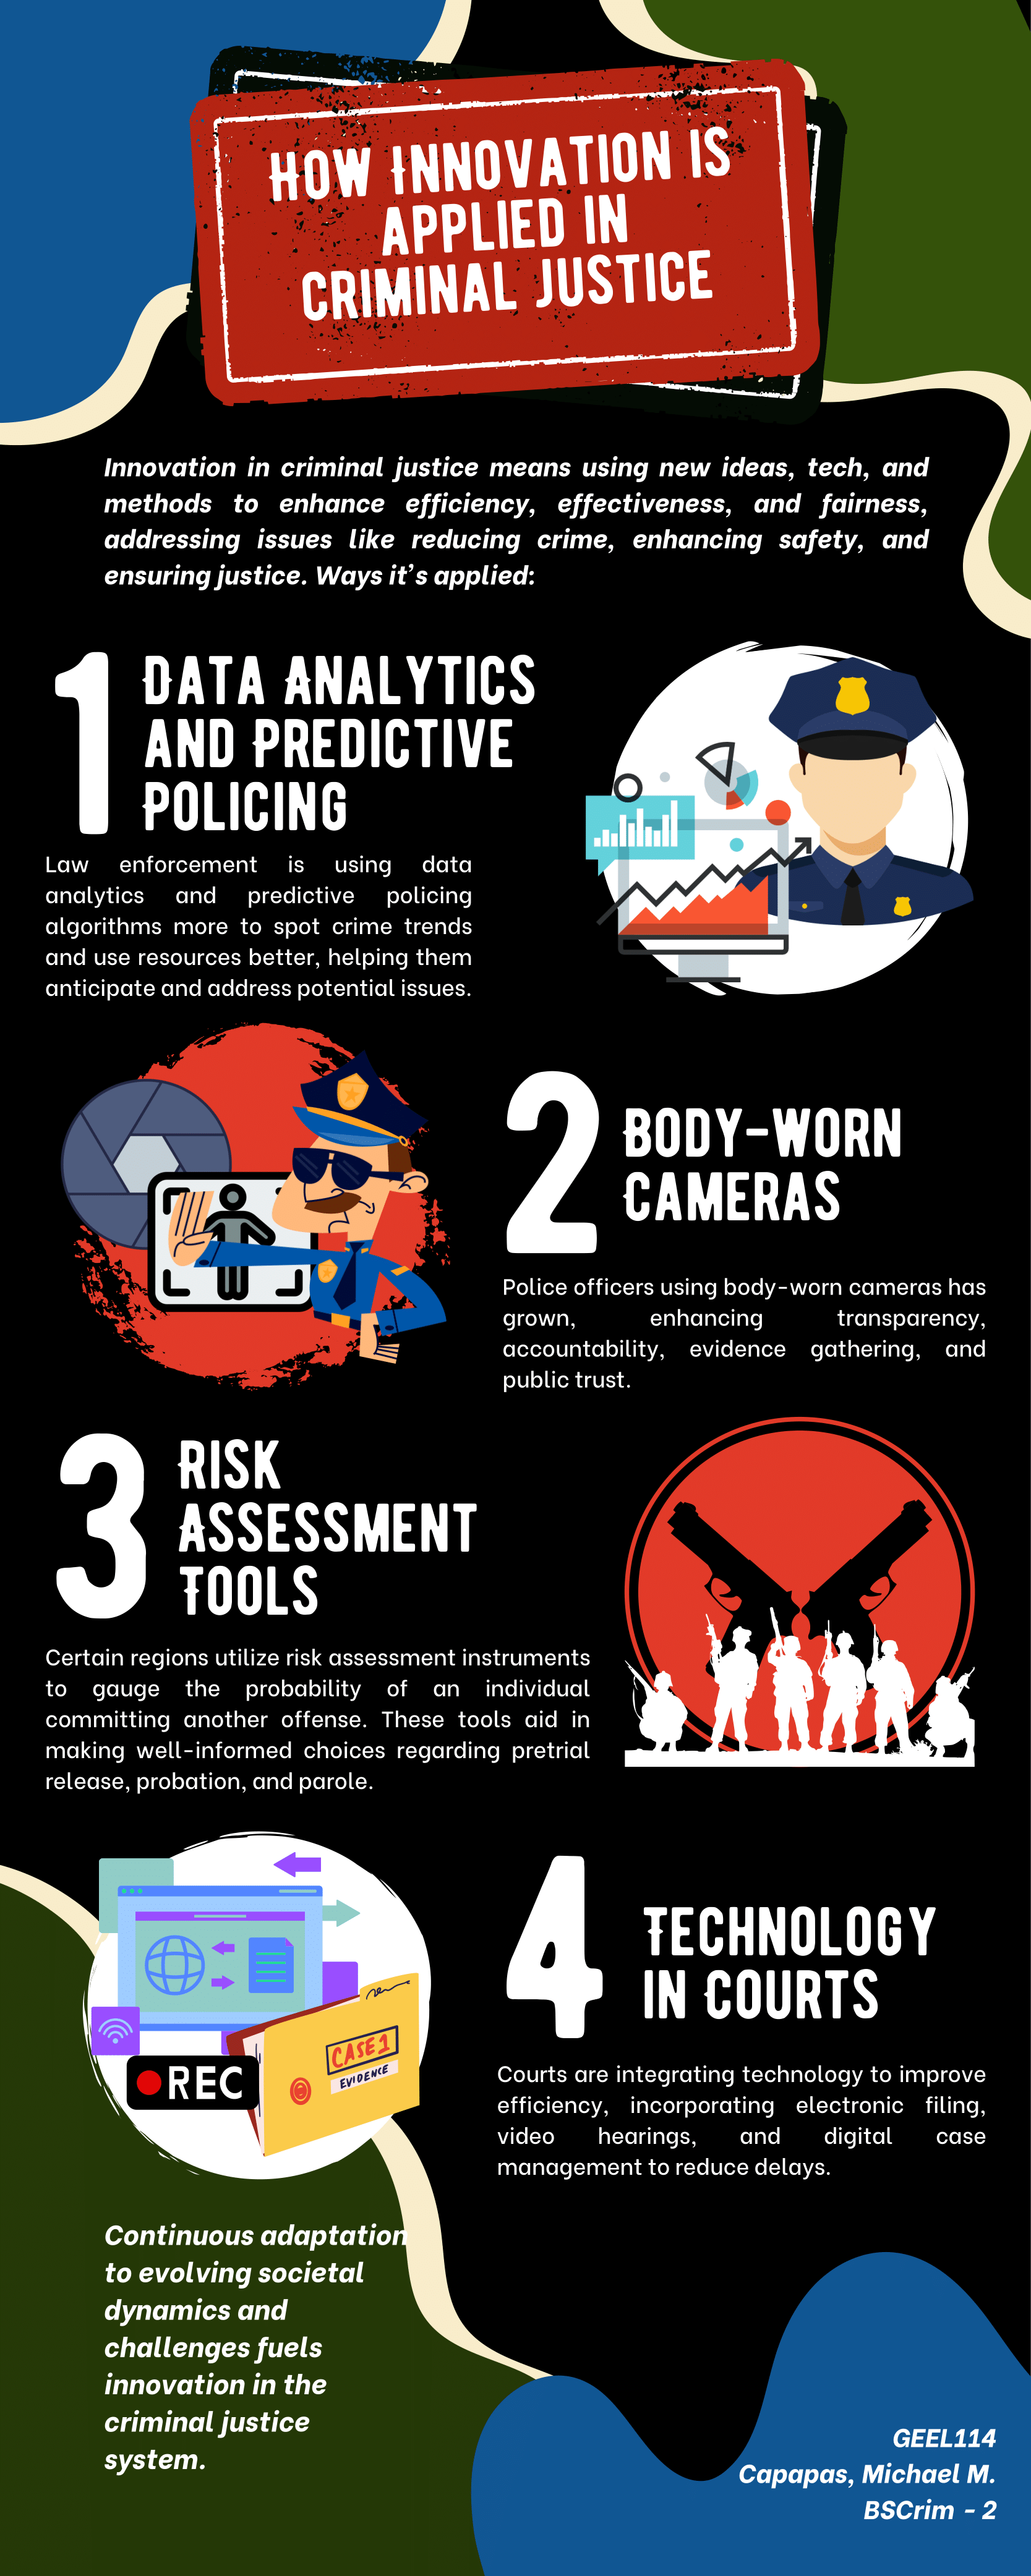 How Innovation is
applied in
Criminal Justice
Innovation in criminal justice means using new ideas, tech, and
methods to enhance efficiency, effectiveness, and fairness,
addressing issues like reducing crime, enhancing safety, and
ensuring justice. Ways it's applied:
1
Data Analytics
and Predictive
Policing
Law enforcement is using data
analytics and predictive policing
algorithms more to spot crime trends
and use resources better, helping them
anticipate and address potential issues.
2
Body-Worn
Cameras
Police officers using body-worn cameras has
grown, enhancing transparency,
accountability, evidence gathering, and
public trust.
3
Risk
Assessment
Tools
Certain regions utilize risk assessment instruments
to gauge the probability of an individual
committing another offense. These tools aid in
making well-informed choices regarding pretrial
release, probation, and parole.
REC
CASE 1
EVIDENCE
4
Technology
in Courts
Courts are integrating technology to improve
efficiency, incorporating electronic filing,
video hearings, and digital case
management to reduce delays.
Continuous adaptation
to evolving societal
dynamics and
challenges fuels
innovation in the
criminal justice
system.
GEEL114
Capapas, Michael M.
BSCrim - 2